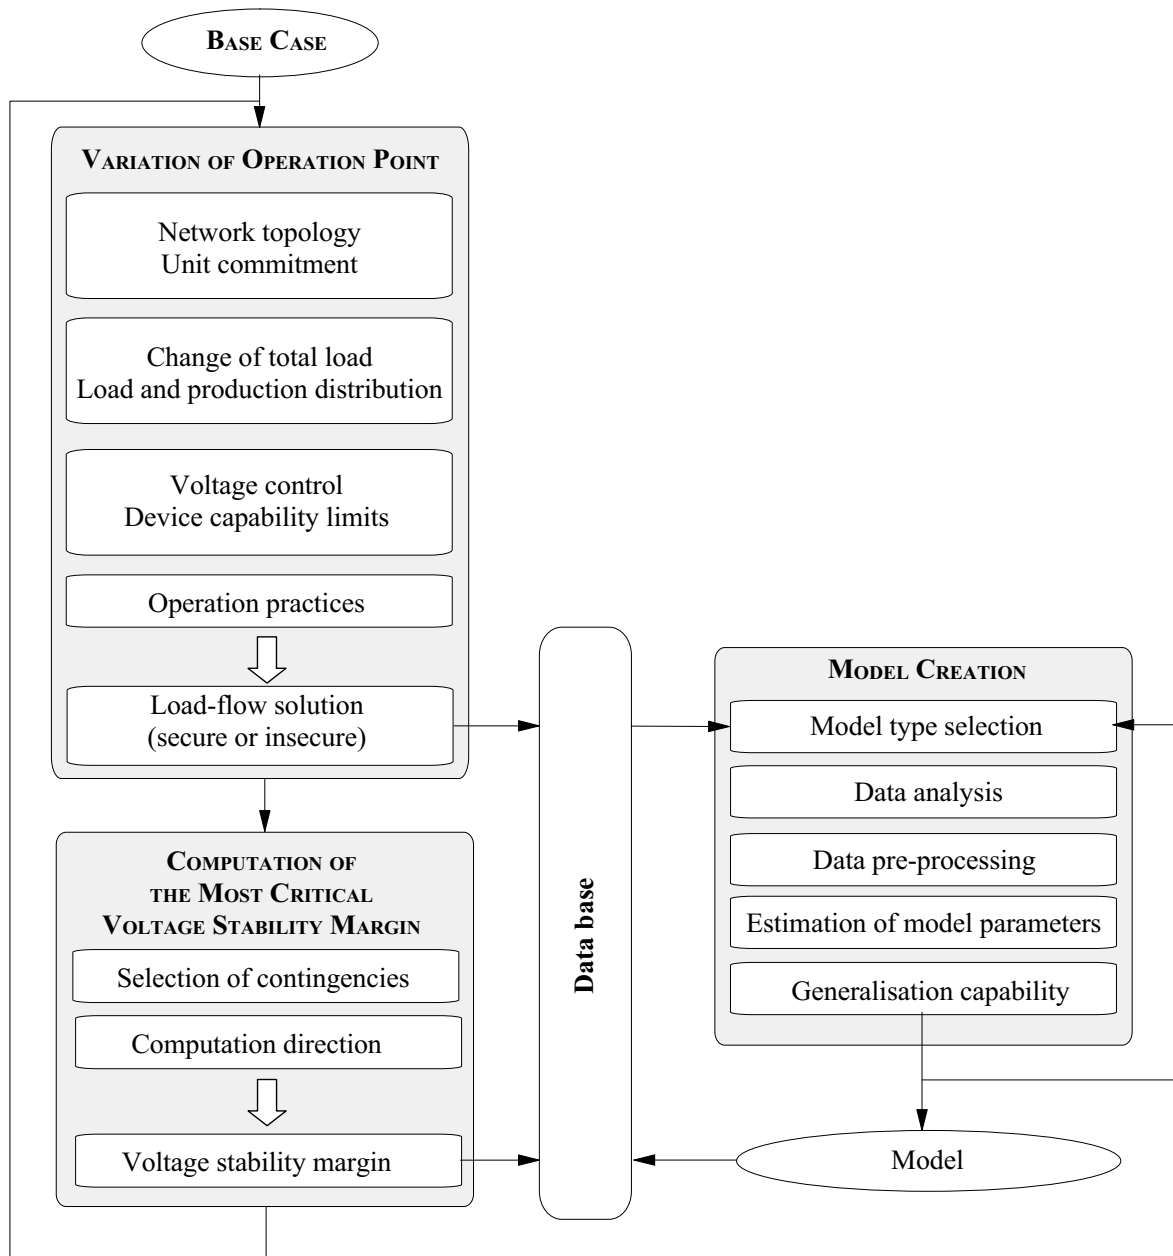 BASE CASE
VARIATION OF OPERATION POINT
Network topology
Unit commitment
Change of total load
Load and production distribution
Voltage control
Device capability limits
Operation practices
Load-flow solution
(secure or insecure)
COMPUTATION OF
THE MOST CRITICAL
VOLTAGE STABILITY MARGIN
Selection of contingencies
Computation direction
Voltage stability margin
Data base
MODEL CREATION
Model type selection
Data analysis
Data pre-processing
Estimation of model parameters
Generalisation capability
Model